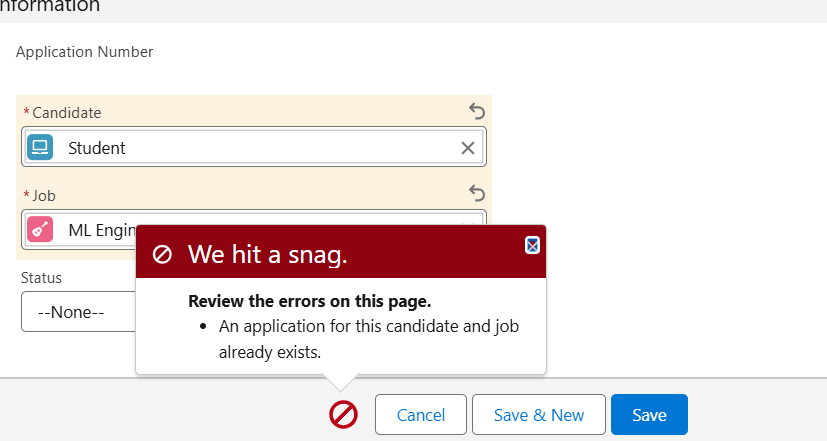 Application Number
* Candidate
Student
* Job
ML Engin
We hit a snag.
Status
Review the errors on this page.
--None--
• An application for this candidate and job
already exists.
Cancel
Save & New
Save